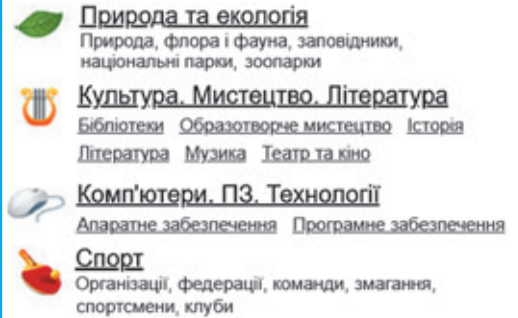 Природа та екологія
Природа, флора і фауна, заповідники,
національні парки, зоопарки
Культура. Мистецтво. Література
Бібліотеки Образотворче мистецтво Історія
Література Музика Театр та кіно
Комп'ютери. ПЗ. Технології
Апаратне забезпечення Програмне забезпечення
Спорт
Організації, федерації, команди, змагання,
спортсмени, клуби